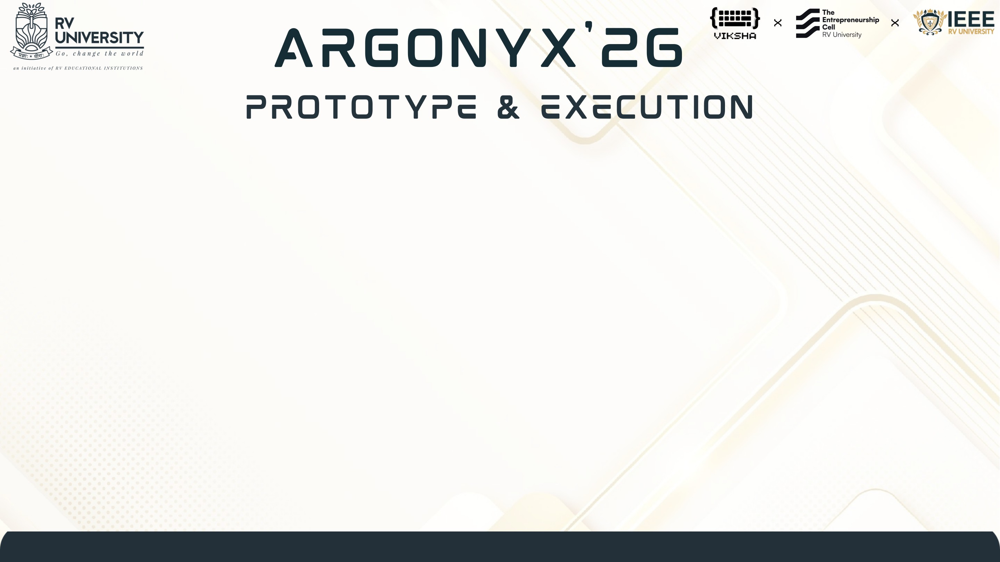 RV
UNIVERSITY
Go, change the world
प्रज्ञाः ★ धीराः
an initiative of RV EDUCATIONAL INSTITUTIONS
ARGONYX'26
VIKSHA
X
The
Entrepreneurship
Cell
RV University
X
IEEE
RV UNIVERSITY
PROTOTYPE & EXECUTION